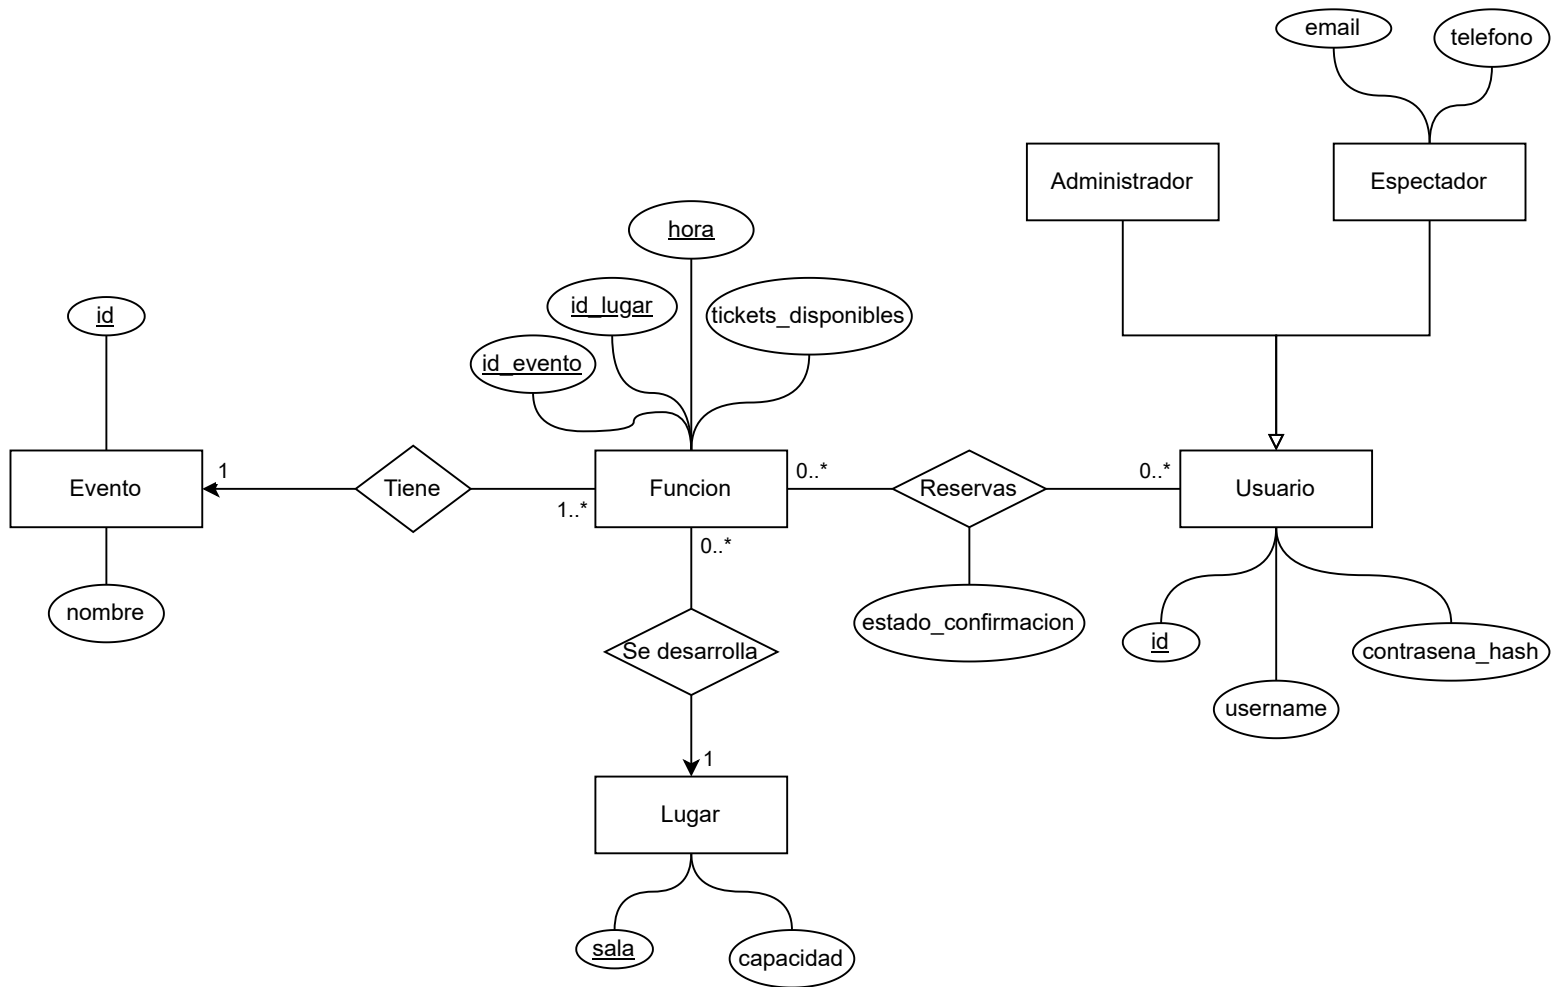 email
telefono
Administrador
Espectador
hora
id_lugar
tickets_disponibles
id
id_evento
1
0..*
0..*
Evento
Tiene
Funcion
Reservas
Usuario
1..*
0..*
nombre
estado_confirmacion
id
Se desarrolla
contrasena_hash
username
1
Lugar
sala
capacidad